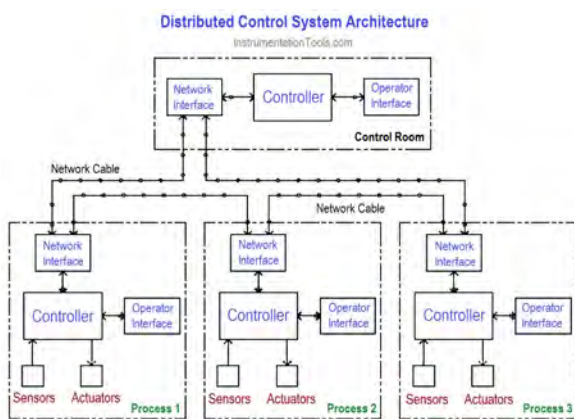 Distributed Control System Architecture
InstrumentationTools.com
Network
Interface
Controller
Operator
Interface
Control Room
Network Cable
Network Cable
Network
Interface
Controller
Operator
Interface
Sensors
Actuators
Process 1
Network
Interface
Controller
Operator
Interface
Sensors
Actuators
Process 2
Network
Interface
Controller
Operator
Interface
Sensors
Actuators
Process 3